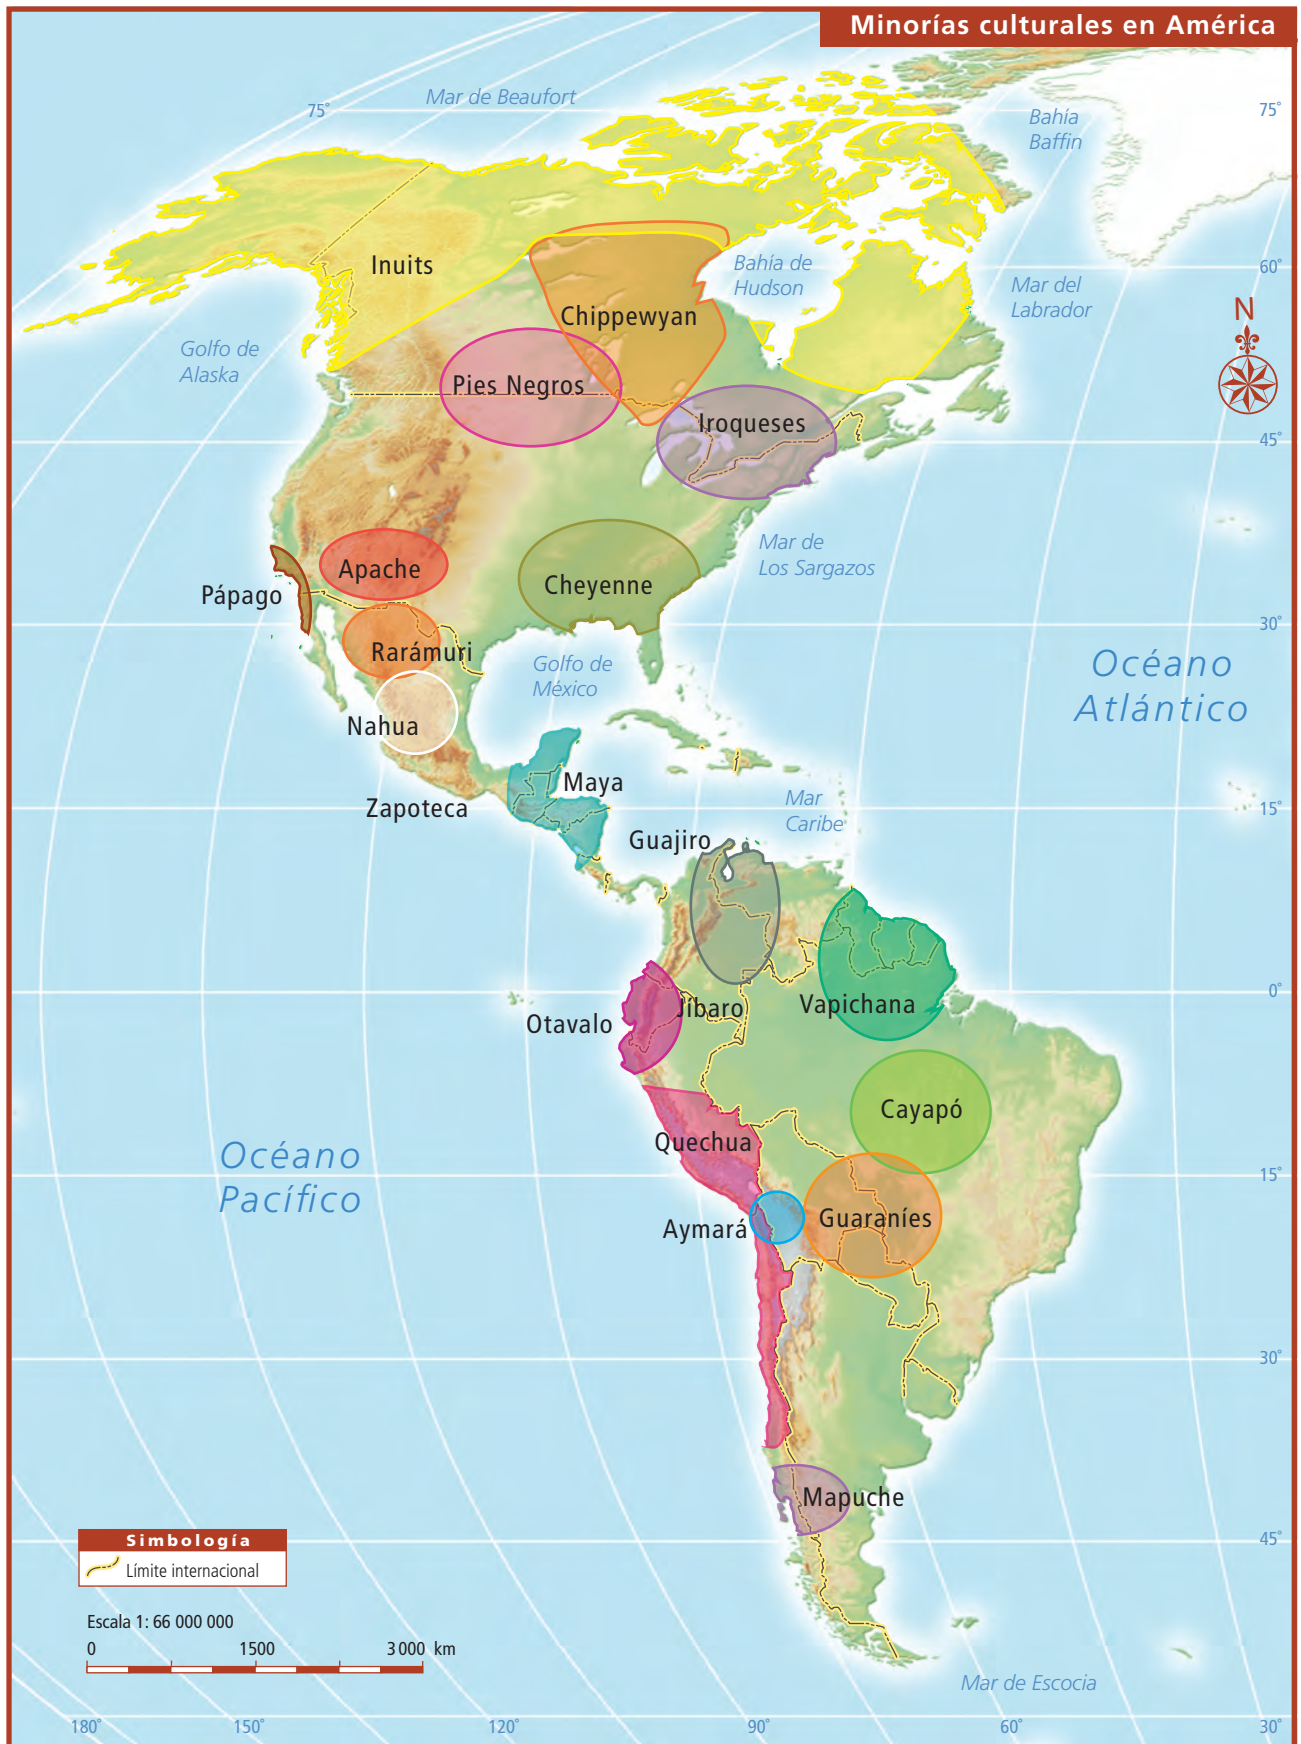 Minorías culturales en América
Mar de Beaufort
75°
75°
Bahía
Baffin
Inuits
Bahía de
Hudson
60°
Mar del
Labrador
N
Chippewyan
Golfo de
Alaska
Pies Negros
Iroqueses
45°
Mar de
Los Sargazos
Apache
Cheyenne
Pápago
30°
Rarámuri
Golfo de
México
Océano
Atlántico
Nahua
Maya
Zapoteca
Mar
Caribe
15°
Guajiro
0°
Jíbaro
Vapichana
Otavalo
Cayapó
Quechua
Océano
Pacífico
15°
Guaraníes
Aymará
30°
Mapuche
45°
Simbología
Límite internacional
Escala 1: 66 000 000
0 1500 3 000 km
Mar de Escocia
180° 150° 120° 90° 60° 30°